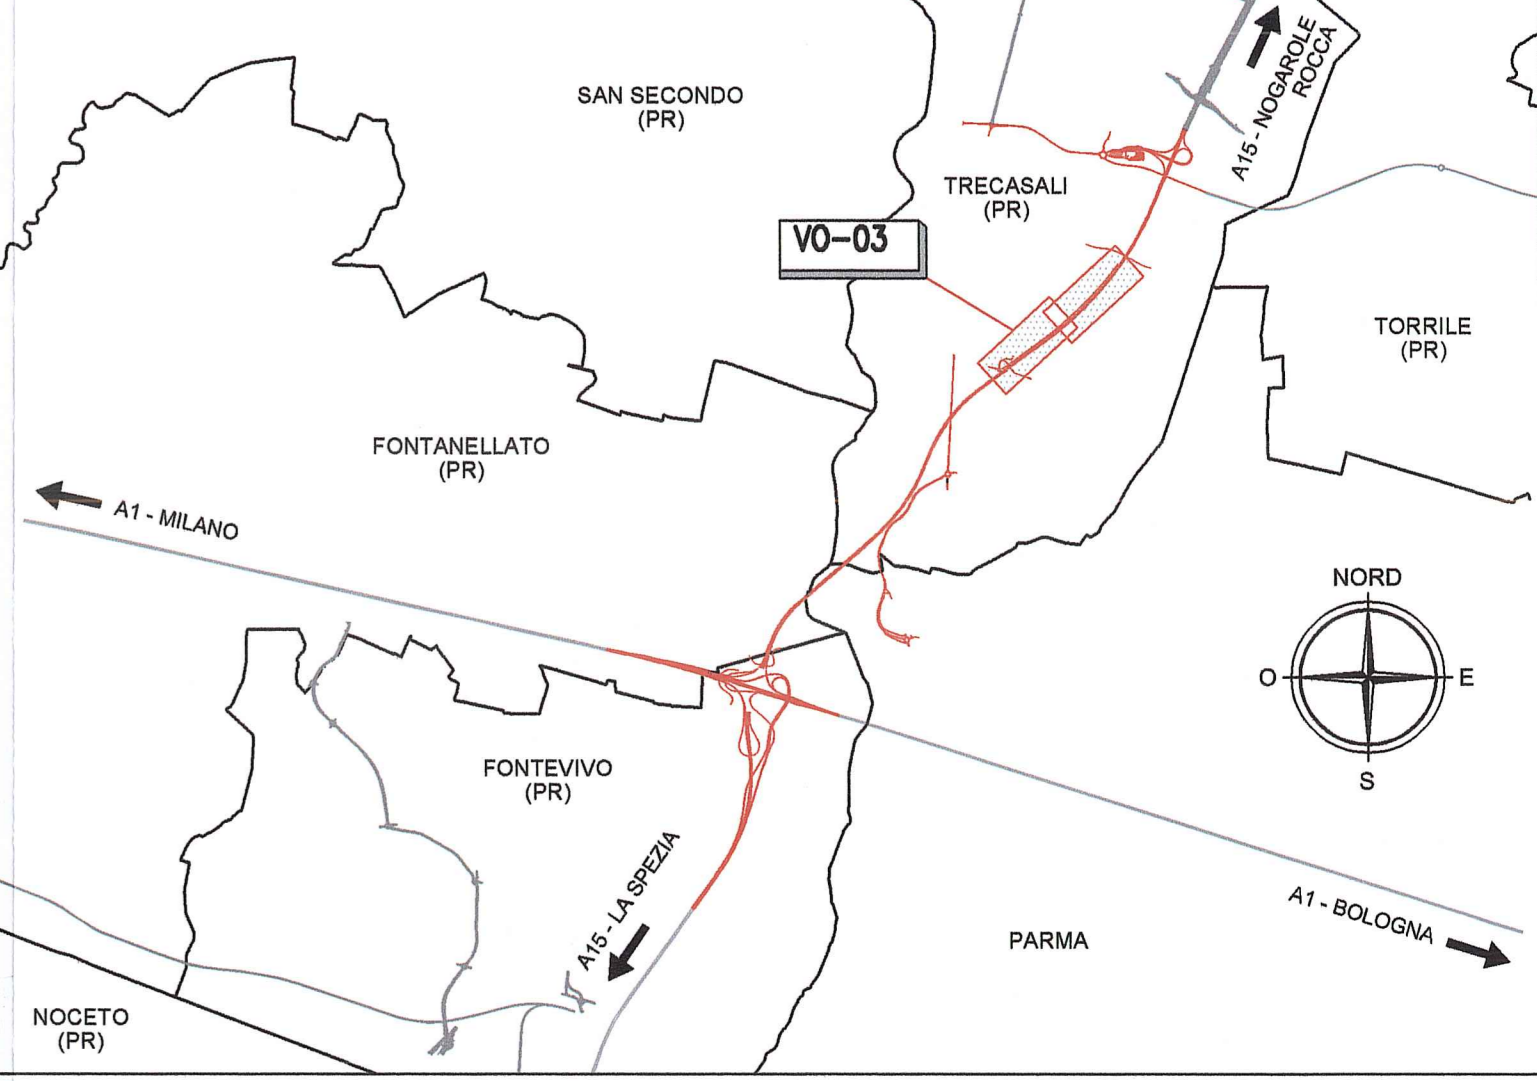 SAN SECONDO
(PR)
A15 - NOGAROLE
ROCCA
TRECASALI
(PR)
VO-03
TORRILE
(PR)
FONTANELLATO
(PR)
A1 - MILANO
NORD
O
E
S
FONTEVIVO
(PR)
A15 - LA SPEZIA
A1 - BOLOGNA
PARMA
NOCETO
(PR)